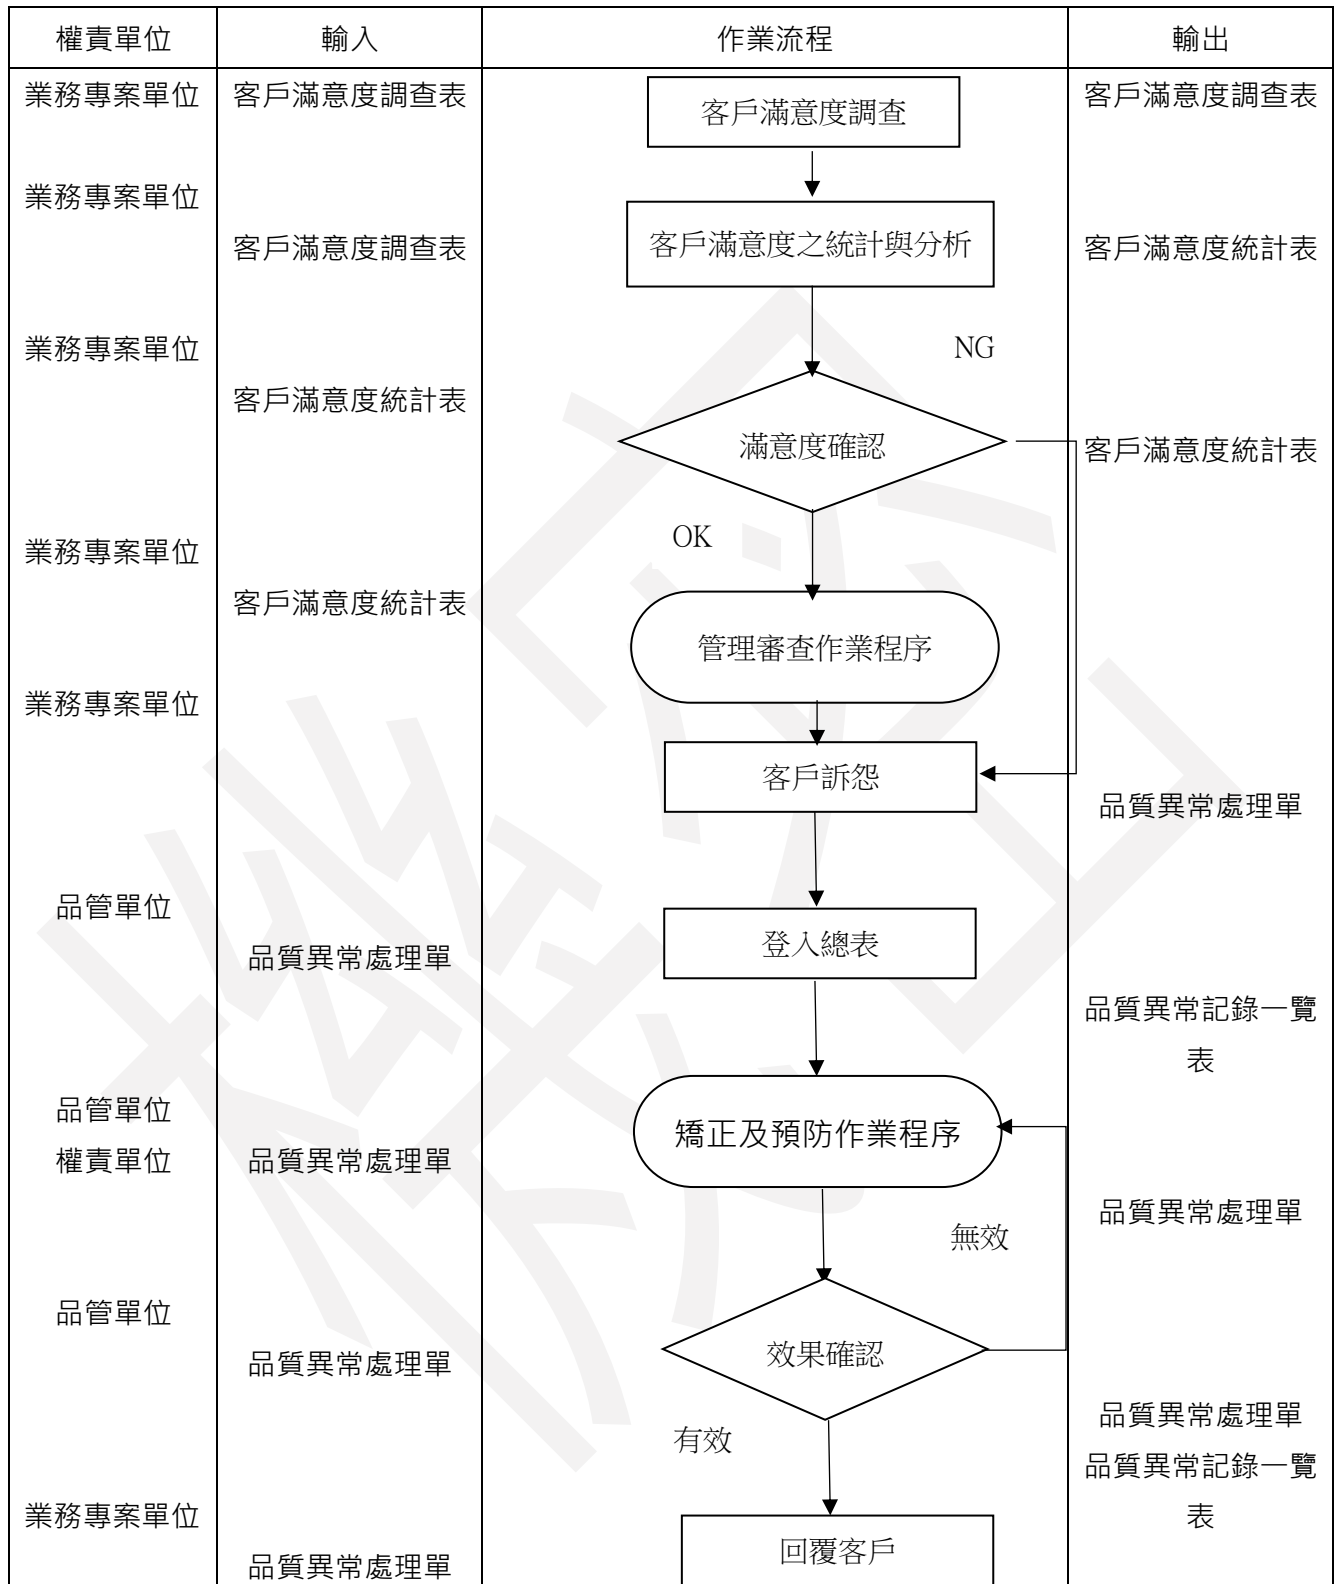 權責單位 輸入 作業流程 輸出
業務專案單位 客戶滿意度調查表 客戶滿意度調查 客戶滿意度調查表
業務專案單位
客戶滿意度調查表 客戶滿意度之統計與分析 客戶滿意度統計表
業務專案單位 NG
客戶滿意度統計表
滿意度確認 客戶滿意度統計表
業務專案單位 OK
客戶滿意度統計表
管理審查作業程序
業務專案單位
客戶訴怨
品質異常處理單
品管單位
品質異常處理單 登入總表
品質異常記錄一覽
表
品管單位
矯正及預防作業程序
權責單位 品質異常處理單
品質異常處理單
無效
品管單位
品質異常處理單 效果確認
品質異常處理單
有效
品質異常記錄一覽
業務專案單位 表
品質異常處理單 回覆客戶
機密